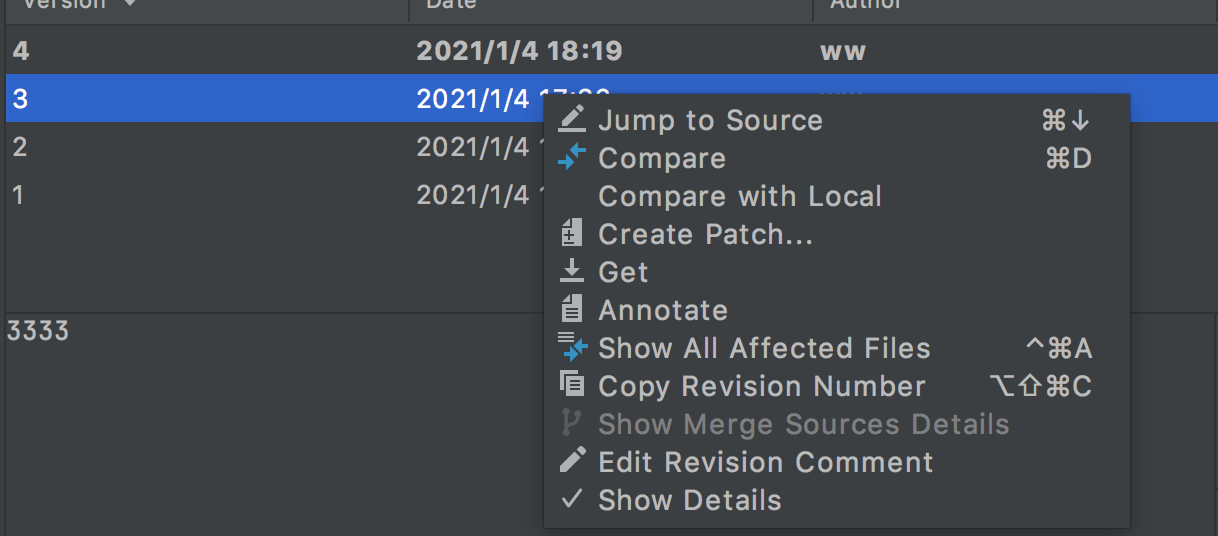 Version Date Author
4 2021/1/4 18:19 ww
3 2021/1/4
2 2021/1/4
1 2021/1/4
Jump to Source ⌘↓
Compare ⌘D
Compare with Local
Create Patch...
Get
Annotate
Show All Affected Files ^⌘A
Copy Revision Number ⌥⇧⌘C
Show Merge Sources Details
Edit Revision Comment
Show Details
3333